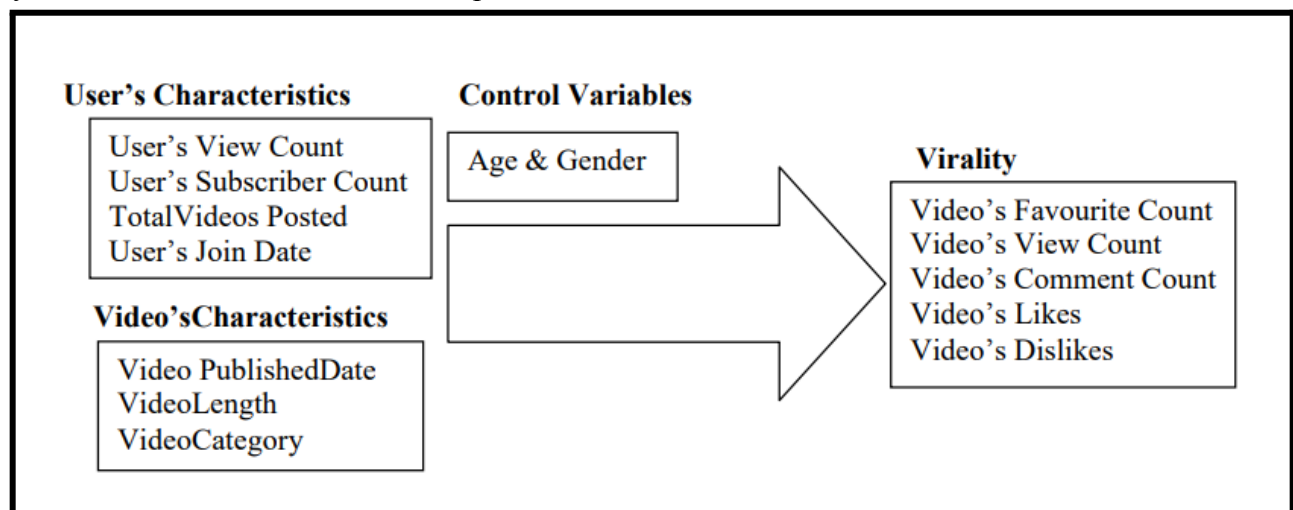 User's Characteristics
User's View Count
User's Subscriber Count
TotalVideos Posted
User's Join Date
Video'sCharacteristics
Video PublishedDate
VideoLength
VideoCategory
Control Variables
Age & Gender
Virality
Video's Favourite Count
Video's View Count
Video's Comment Count
Video's Likes
Video's Dislikes